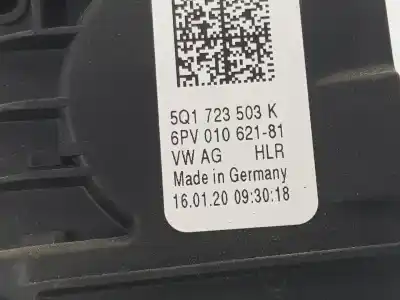 5Q1 723 503 K
6PV 010 621-81
VW AG HLR
Made in Germany
16.01.20 09:30:18